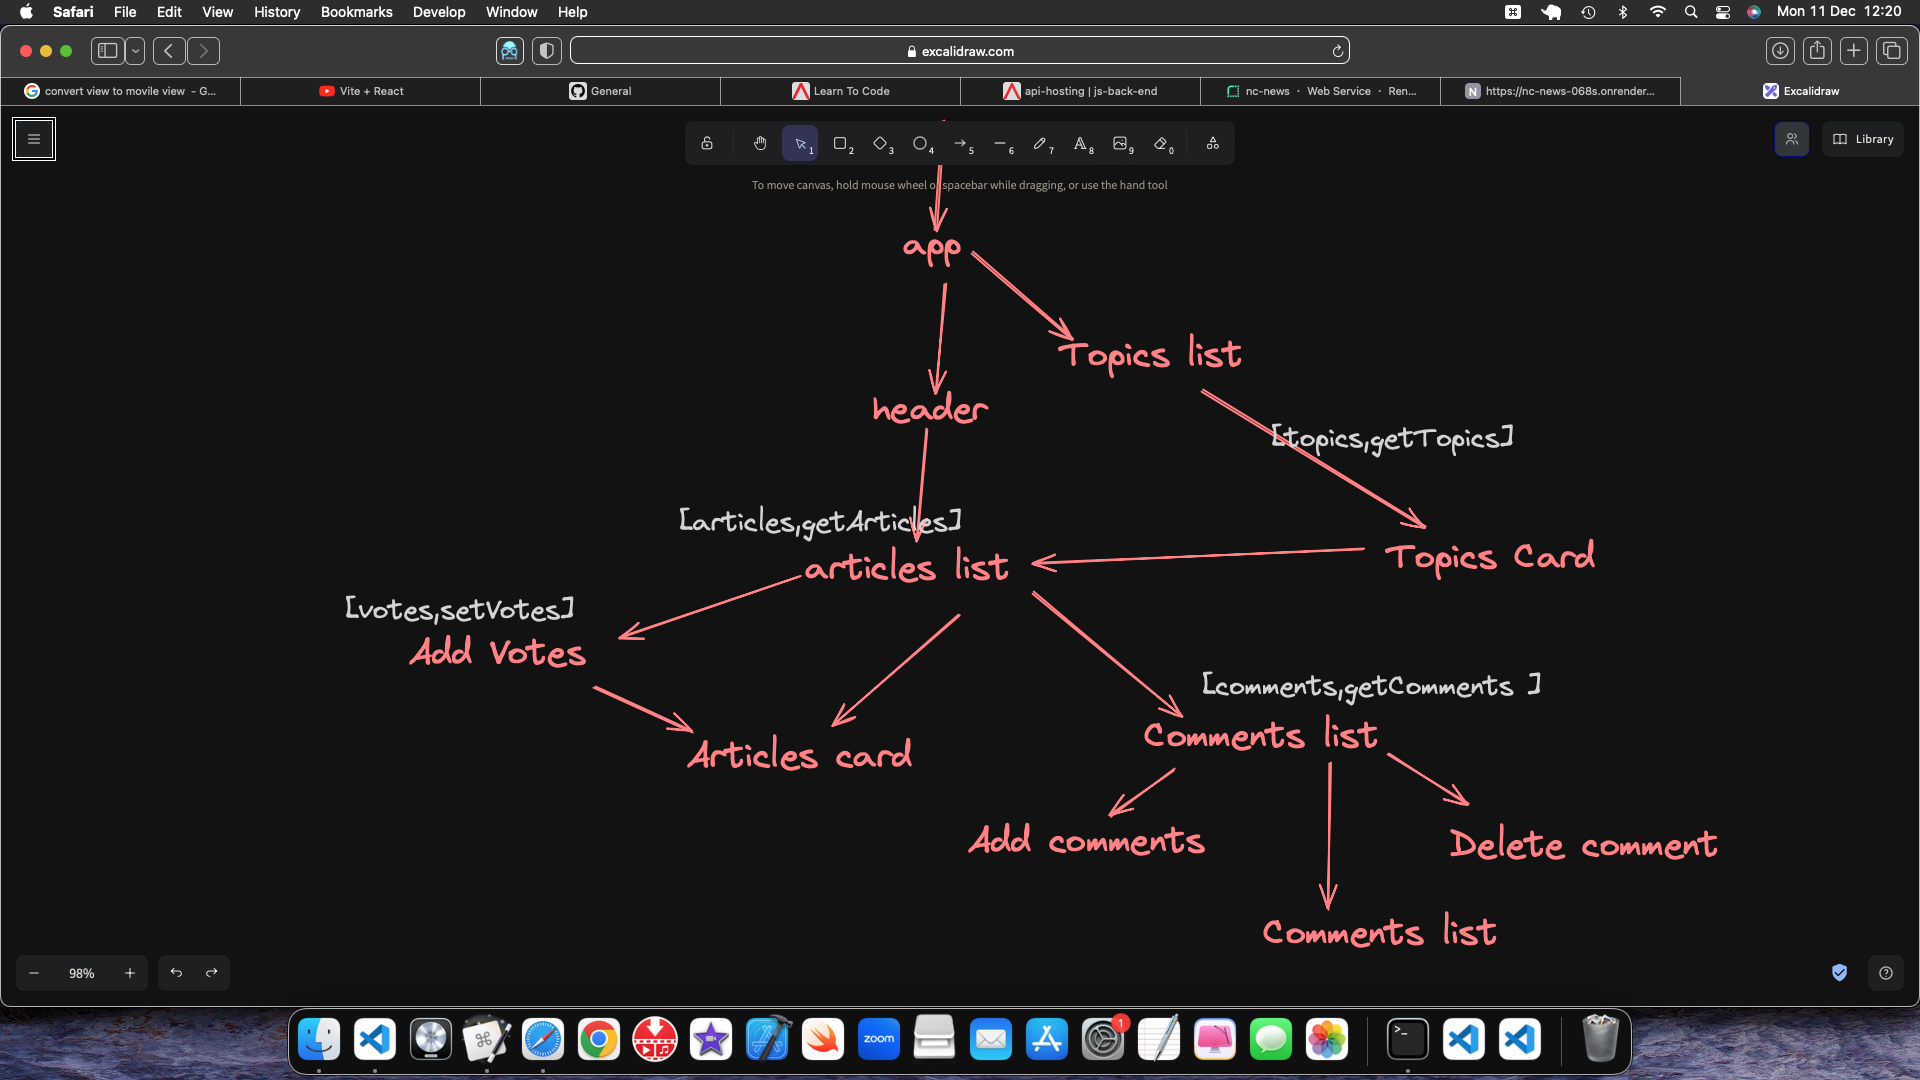 Safari File Edit View History Bookmarks Develop Window Help Mon 11 Dec 12:20
excalidraw.com
convert view to movile view - G...
Vite + React
General
Learn To Code
api-hosting | js-back-end
nc-news · Web Service · Ren...
N https://nc-news-068s.onrender...
Excalidraw
1 2 3 4 5 6 7 A 8 9 0
Library
To move canvas, hold mouse wheel or spacebar while dragging, or use the hand tool
app
Topics list
header
[topics,getTopics]
[articles,getArticles]
articles list
Topics Card
[votes,setVotes]
Add Votes
[comments,getComments ]
Comments list
Articles card
Add comments
Delete comment
Comments list
98%
zoom
1